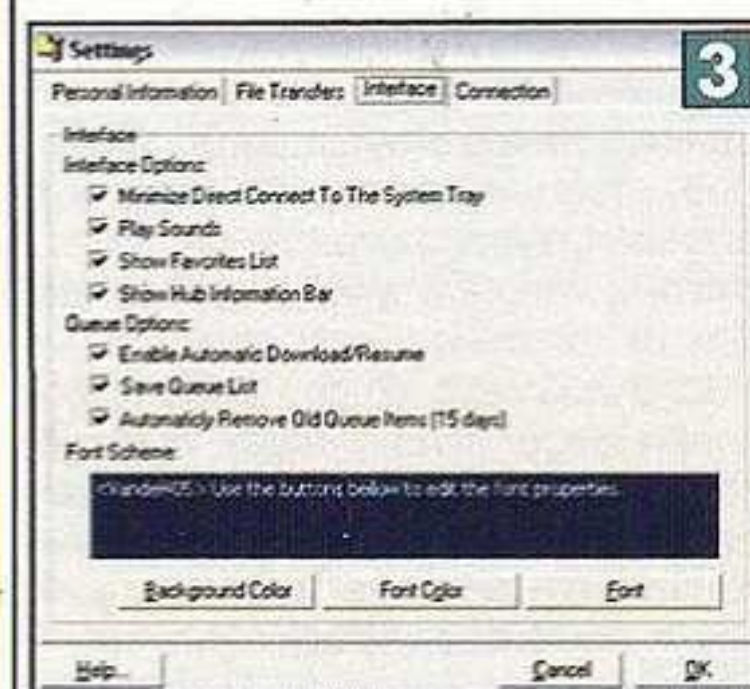 Settings
3
Personal Information File Transfers Interface Connection
Interface
Interface Options:
Minimize Direct Connect To The System Tray
Play Sounds
Show Favorites List
Show Hub Information Bar
Queue Options:
Enable Automatic Download/Resume
Save Queue List
Automaticly Remove Old Queue Items (15 days)
Font Scheme:
Use the buttons bellow to edit the font properties.
Background Color Font Color Font
Help... Cancel OK